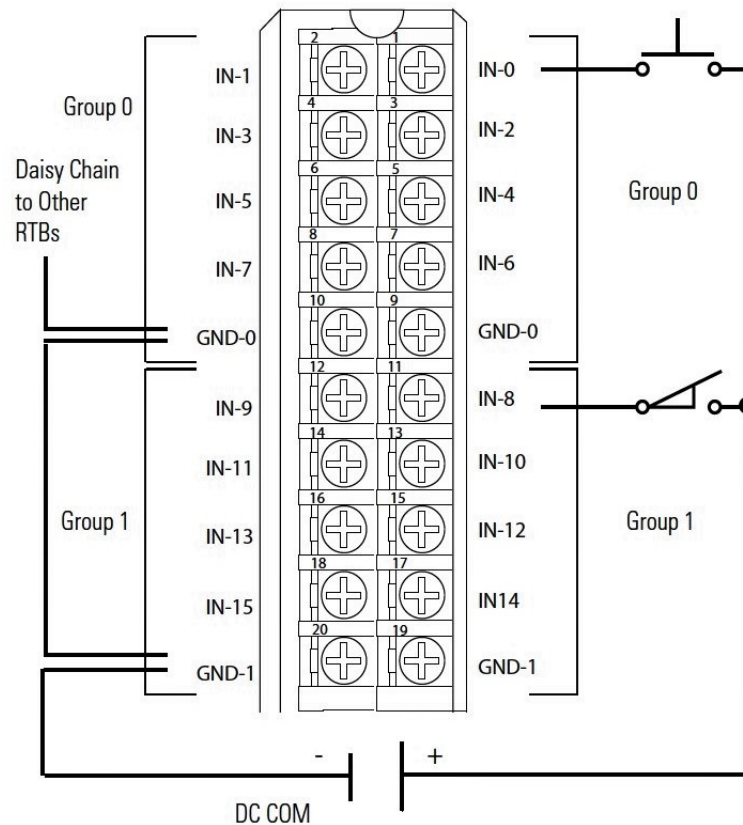 2 1
IN-1 IN-0
Group 0
4 3
IN-3 IN-2
Daisy Chain
to Other
RTBs
6 5
IN-5 IN-4
Group 0
8 7
IN-7 IN-6
10 9
GND-0 GND-0
12 11
IN-9 IN-8
14 13
IN-11 IN-10
16 15
Group 1 IN-13 IN-12 Group 1
18 17
IN-15 IN14
20 19
GND-1 GND-1
- +
DC COM